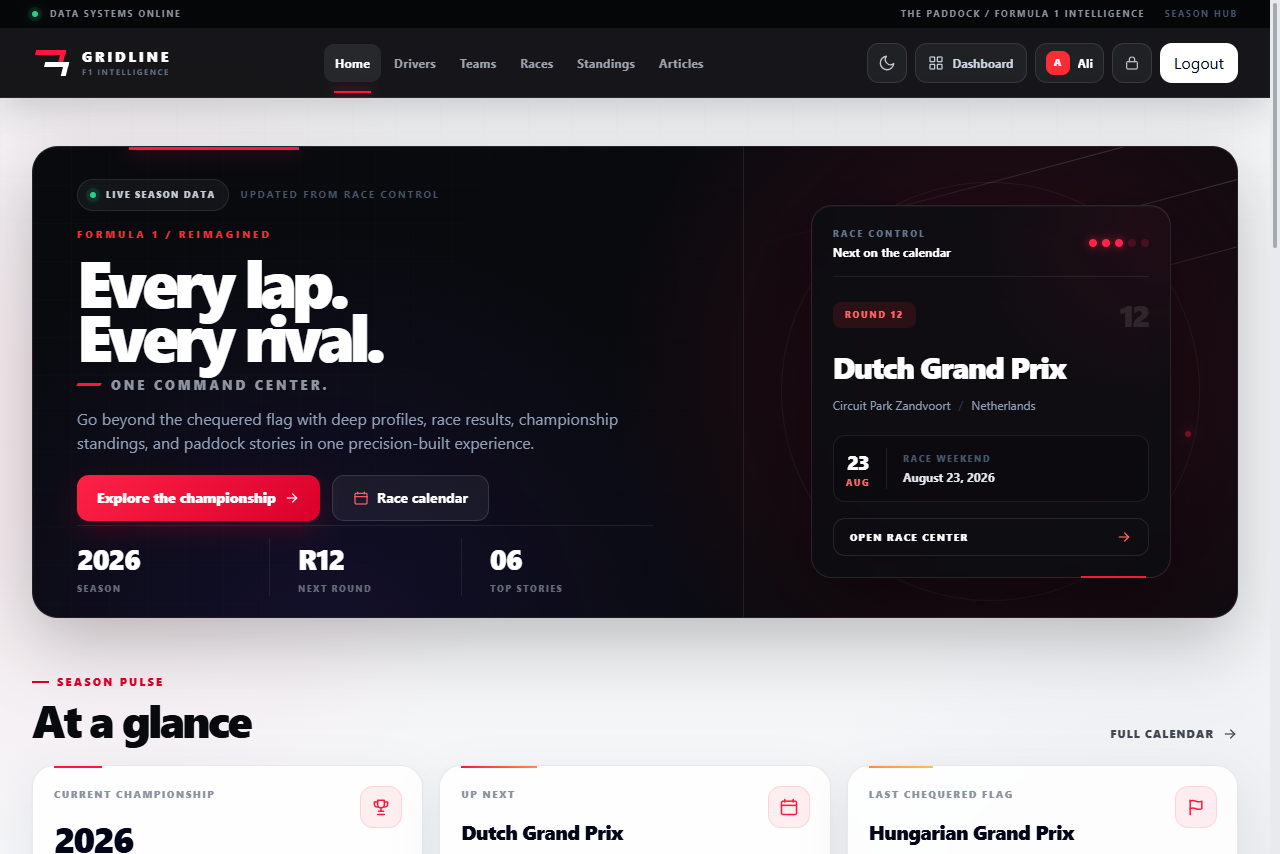 DATA SYSTEMS ONLINE
THE PADDOCK / FORMULA 1 INTELLIGENCE
SEASON HUB
GRIDLINE
F1 INTELLIGENCE
Home
Drivers
Teams
Races
Standings
Articles
Dashboard
A
Ali
Logout
LIVE SEASON DATA
UPDATED FROM RACE CONTROL
FORMULA 1 / REIMAGINED
Every lap.
Every rival.
ONE COMMAND CENTER.
Go beyond the chequered flag with deep profiles, race results, championship
standings, and paddock stories in one precision-built experience.
Explore the championship
Race calendar
2026
SEASON
R12
NEXT ROUND
06
TOP STORIES
RACE CONTROL
Next on the calendar
ROUND 12
12
Dutch Grand Prix
Circuit Park Zandvoort / Netherlands
23
AUG
RACE WEEKEND
August 23, 2026
OPEN RACE CENTER
SEASON PULSE
At a glance
FULL CALENDAR
CURRENT CHAMPIONSHIP
2026
UP NEXT
Dutch Grand Prix
LAST CHEQUERED FLAG
Hungarian Grand Prix